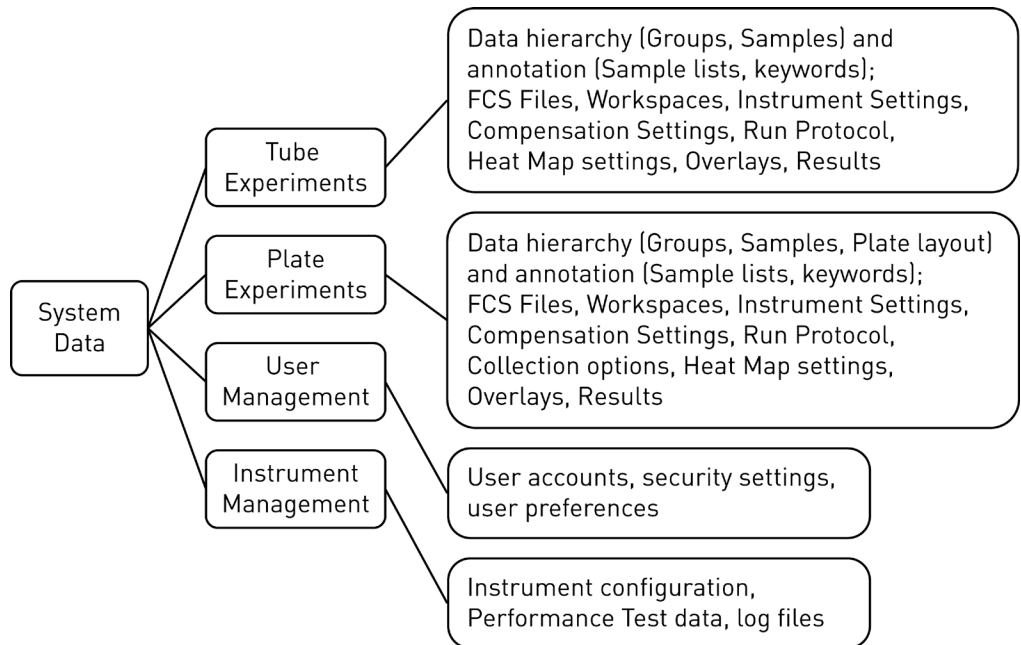 System
Data
Tube
Experiments
Plate
Experiments
User
Management
Instrument
Management
Data hierarchy (Groups, Samples) and
annotation (Sample lists, keywords);
FCS Files, Workspaces, Instrument Settings,
Compensation Settings, Run Protocol,
Heat Map settings, Overlays, Results
Data hierarchy (Groups, Samples, Plate layout)
and annotation (Sample lists, keywords);
FCS Files, Workspaces, Instrument Settings,
Compensation Settings, Run Protocol,
Collection options, Heat Map settings,
Overlays, Results
User accounts, security settings,
user preferences
Instrument configuration,
Performance Test data, log files